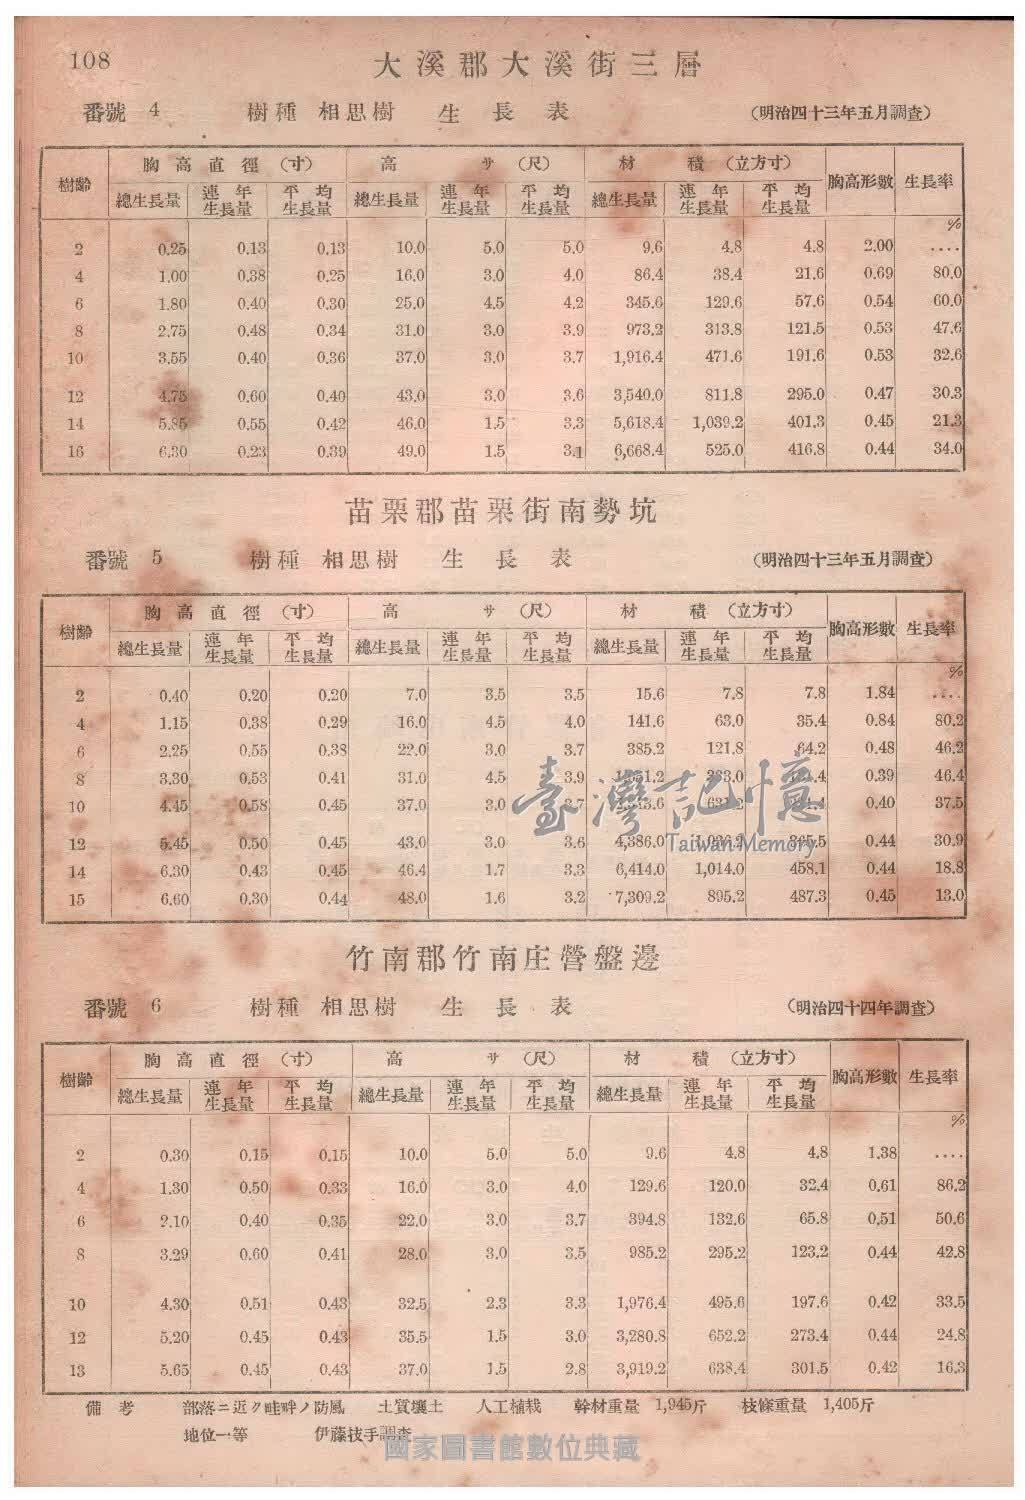 108
大溪郡大溪街三層
番號 4 樹種 相思樹 生長表 (明治四十三年五月調查)
樹齡 胸高直徑(寸) 高サ(尺) 材積(立方寸) 胸高形數 生長率
總生長量 連年生長量 平均生長量 總生長量 連年生長量 平均生長量 總生長量 連年生長量 平均生長量
%
2 0.25 0.13 0.13 10.0 5.0 5.0 9.6 4.8 4.8 2.00 ....
4 1.00 0.38 0.25 16.0 3.0 4.0 86.4 38.4 21.6 0.69 80.0
6 1.80 0.40 0.30 25.0 4.5 4.2 345.6 129.6 57.6 0.54 60.0
8 2.75 0.48 0.34 31.0 3.0 3.9 973.2 313.8 121.5 0.53 47.6
10 3.55 0.40 0.36 37.0 3.0 3.7 1,916.4 471.6 191.6 0.53 32.6
12 4.75 0.60 0.40 43.0 3.0 3.6 3,540.0 811.8 295.0 0.47 30.3
14 5.85 0.55 0.42 46.0 1.5 3.3 5,618.4 1,039.2 401.3 0.45 21.3
16 6.30 0.23 0.39 49.0 1.5 3.1 6,668.4 525.0 416.8 0.44 34.0
苗栗郡苗栗街南勢坑
番號 5 樹種 相思樹 生長表 (明治四十三年五月調查)
樹齡 胸高直徑(寸) 高サ(尺) 材積(立方寸) 胸高形數 生長率
總生長量 連年生長量 平均生長量 總生長量 連年生長量 平均生長量 總生長量 連年生長量 平均生長量
%
2 0.40 0.20 0.20 7.0 3.5 3.5 15.6 7.8 7.8 1.84 ....
4 1.15 0.38 0.29 16.0 4.5 4.0 141.6 63.0 35.4 0.84 80.2
6 2.25 0.55 0.38 22.0 3.0 3.7 385.2 121.8 64.2 0.48 46.2
8 3.30 0.53 0.41 31.0 4.5 3.9 0.39 46.4
10 4.45 0.58 0.45 37.0 3.0 3.7 0.40 37.5
12 5.45 0.50 0.45 43.0 3.0 3.6 4,386.0 0.44 30.9
14 6.30 0.43 0.45 46.4 1.7 3.3 6,414.0 1,014.0 458.1 0.44 18.8
15 6.60 0.30 0.44 48.0 1.6 3.2 7,309.2 895.2 487.3 0.45 13.0
臺灣記憶
Taiwan Memory
竹南郡竹南庄營盤邊
番號 6 樹種 相思樹 生長表 (明治四十四年調查)
樹齡 胸高直徑(寸) 高サ(尺) 材積(立方寸) 胸高形數 生長率
總生長量 連年生長量 平均生長量 總生長量 連年生長量 平均生長量 總生長量 連年生長量 平均生長量
%
2 0.30 0.15 0.15 10.0 5.0 5.0 9.6 4.8 4.8 1.38 ....
4 1.30 0.50 0.33 16.0 3.0 4.0 129.6 120.0 32.4 0.61 86.2
6 2.10 0.40 0.35 22.0 3.0 3.7 394.8 132.6 65.8 0.51 50.6
8 3.29 0.60 0.41 28.0 3.0 3.5 985.2 295.2 123.2 0.44 42.8
10 4.30 0.51 0.43 32.5 2.3 3.3 1,976.4 495.6 197.6 0.42 33.5
12 5.20 0.45 0.43 35.5 1.5 3.0 3,280.8 652.2 273.4 0.44 24.8
13 5.65 0.45 0.43 37.0 1.5 2.8 3,919.2 638.4 301.5 0.42 16.3
備考 部落ニ近ク畦畔ノ防風 土質壤土 人工植栽 幹材重量 1,945斤 枝條重量 1,405斤
地位一等 伊藤技手調查
國家圖書館數位典藏